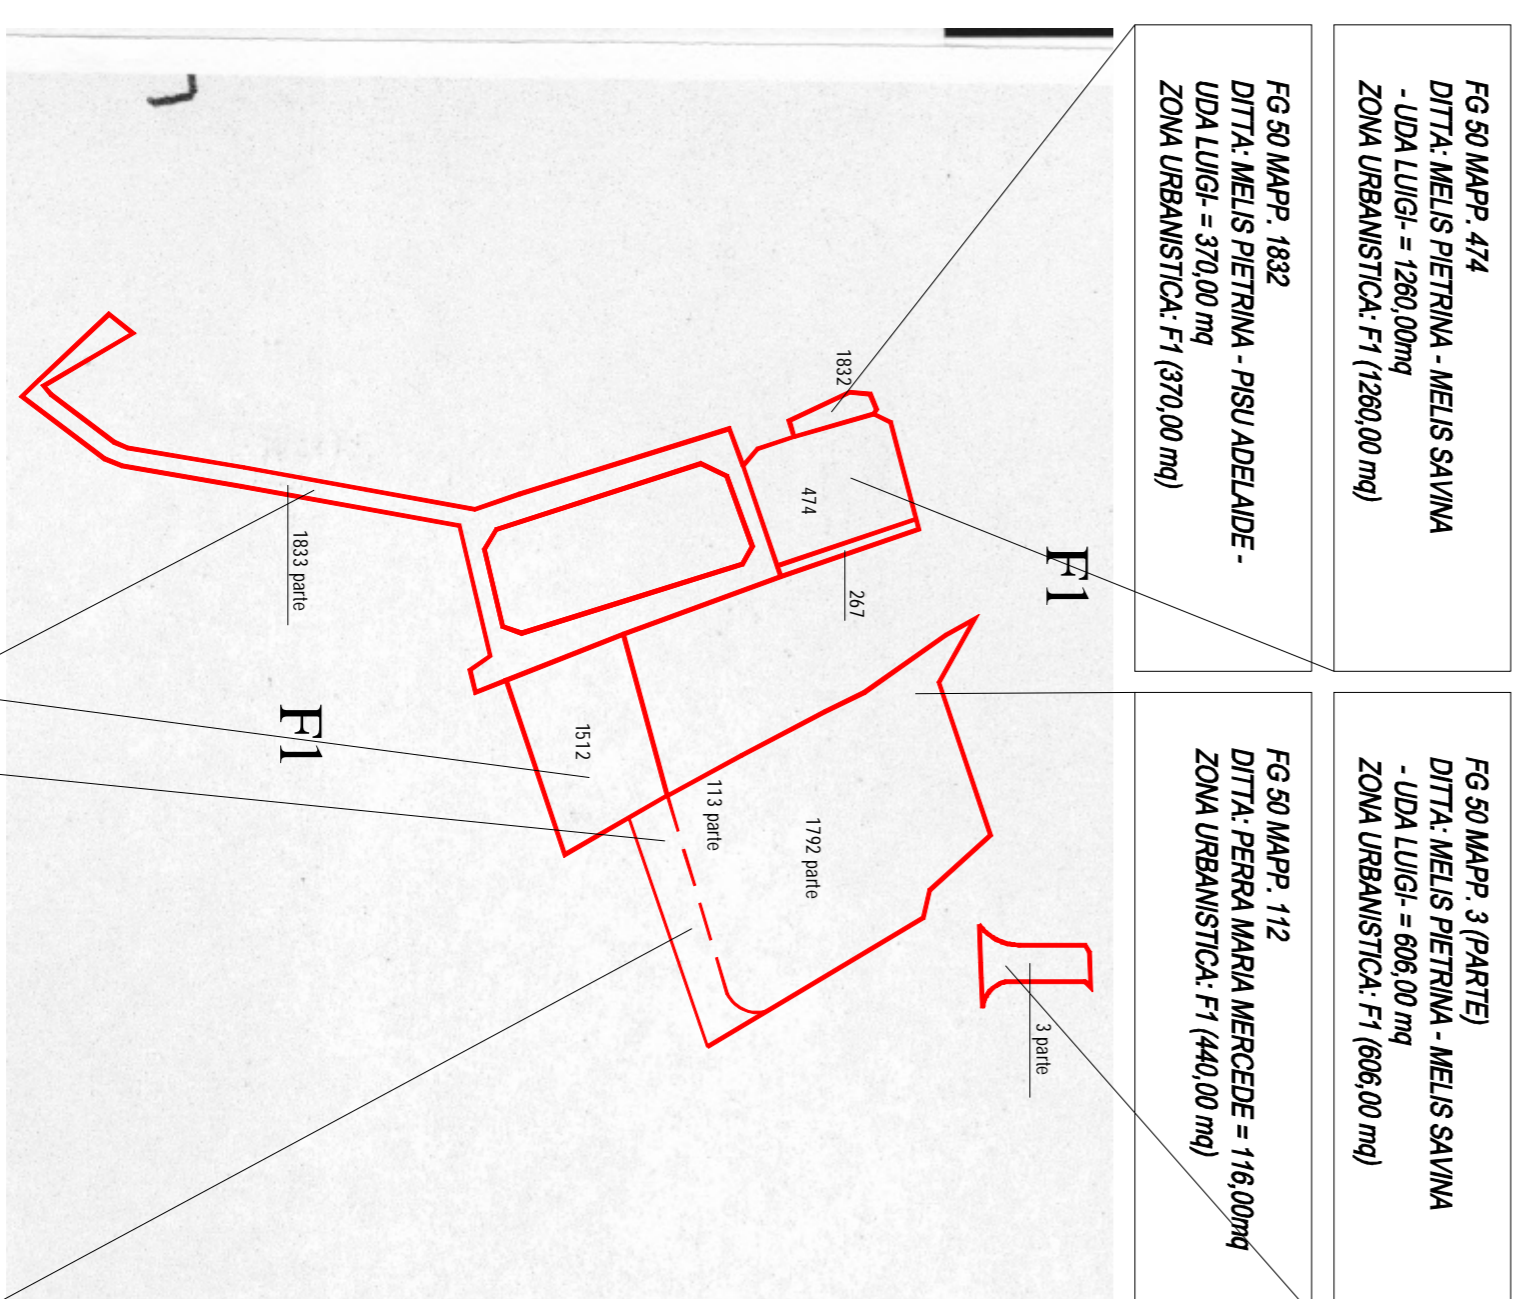 FG 50 MAPP. 474
DITTA: MELIS PIETRINA - MELIS SAVINA
- UDA LUIGI- = 1260,00mq
ZONA URBANISTICA: F1 (1260,00 mq)
FG 50 MAPP. 3 (PARTE)
DITTA: MELIS PIETRINA - MELIS SAVINA
- UDA LUIGI- = 606,00 mq
ZONA URBANISTICA: F1 (606,00 mq)
FG 50 MAPP. 1832
DITTA: MELIS PIETRINA - PISU ADELAIDE -
UDA LUIGI- = 370,00 mq
ZONA URBANISTICA: F1 (370,00 mq)
FG 50 MAPP. 112
DITTA: PERRA MARIA MERCEDE = 116,00mq
ZONA URBANISTICA: F1 (440,00 mq)
F1
3 parte
1832
267
474
1792 parte
113 parte
1512
1833 parte
F1